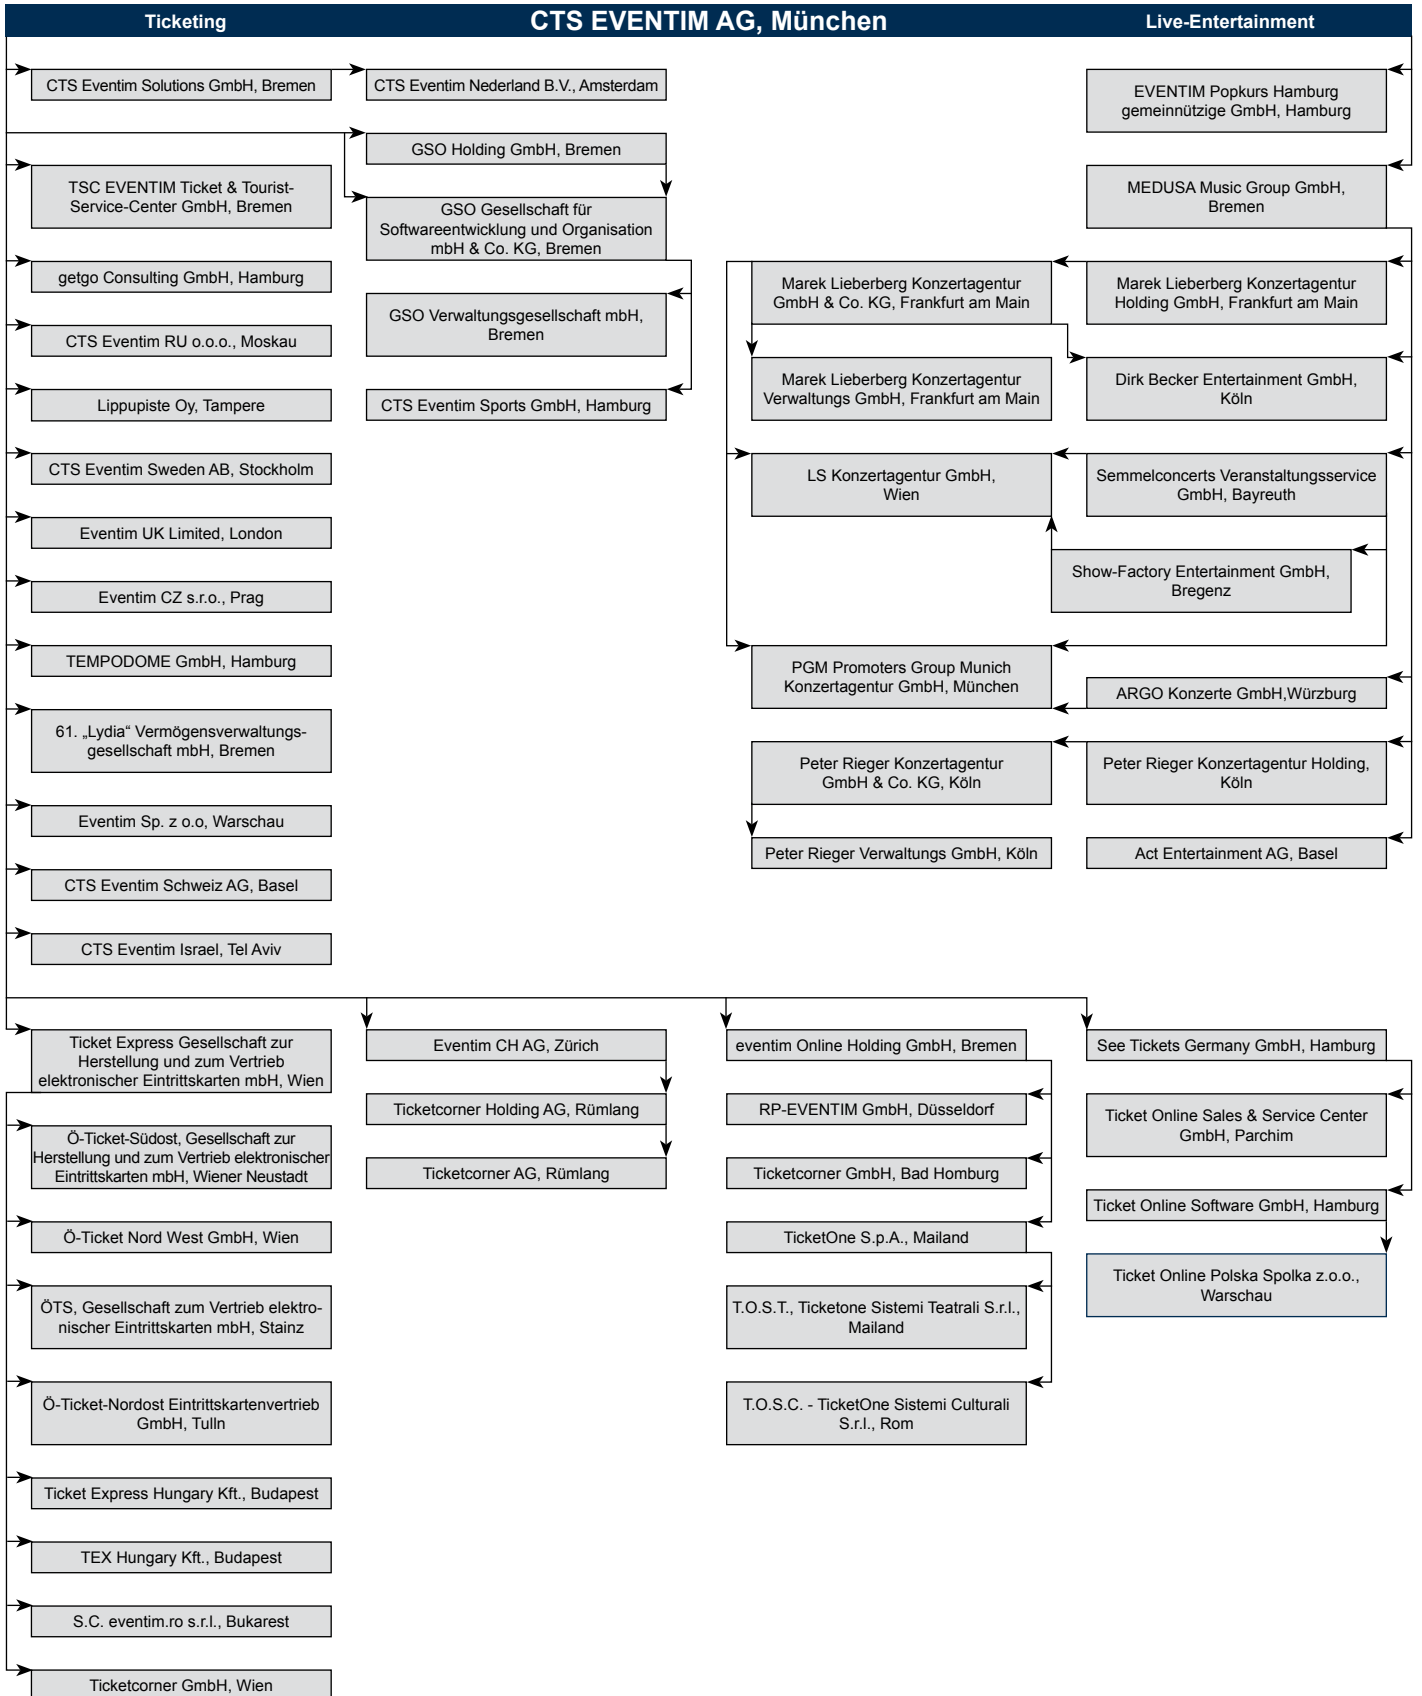 Ticketing
CTS EVENTIM AG, München
Live-Entertainment
CTS Eventim Solutions GmbH, Bremen
TSC EVENTIM Ticket & Tourist-
Service-Center GmbH, Bremen
getgo Consulting GmbH, Hamburg
CTS Eventim RU o.o.o., Moskau
Lippupiste Oy, Tampere
CTS Eventim Sweden AB, Stockholm
Eventim UK Limited, London
Eventim CZ s.r.o., Prag
TEMPODOME GmbH, Hamburg
61. „Lydia“ Vermögensverwaltungs-
gesellschaft mbH, Bremen
Eventim Sp. z o.o, Warschau
CTS Eventim Schweiz AG, Basel
CTS Eventim Israel, Tel Aviv
CTS Eventim Nederland B.V., Amsterdam
GSO Holding GmbH, Bremen
GSO Gesellschaft für
Softwareentwicklung und Organisation
mbH & Co. KG, Bremen
GSO Verwaltungsgesellschaft mbH,
Bremen
CTS Eventim Sports GmbH, Hamburg
Marek Lieberberg Konzertagentur
GmbH & Co. KG, Frankfurt am Main
Marek Lieberberg Konzertagentur
Verwaltungs GmbH, Frankfurt am Main
LS Konzertagentur GmbH,
Wien
PGM Promoters Group Munich
Konzertagentur GmbH, München
Peter Rieger Konzertagentur
GmbH & Co. KG, Köln
Peter Rieger Verwaltungs GmbH, Köln
EVENTIM Popkurs Hamburg
gemeinnützige GmbH, Hamburg
MEDUSA Music Group GmbH,
Bremen
Marek Lieberberg Konzertagentur
Holding GmbH, Frankfurt am Main
Dirk Becker Entertainment GmbH,
Köln
Semmelconcerts Veranstaltungsservice
GmbH, Bayreuth
Show-Factory Entertainment GmbH,
Bregenz
ARGO Konzerte GmbH,Würzburg
Peter Rieger Konzertagentur Holding,
Köln
Act Entertainment AG, Basel
Ticket Express Gesellschaft zur
Herstellung und zum Vertrieb
elektronischer Eintrittskarten mbH, Wien
Ö-Ticket-Südost, Gesellschaft zur
Herstellung und zum Vertrieb elektronischer
Eintrittskarten mbH, Wiener Neustadt
Ö-Ticket Nord West GmbH, Wien
ÖTS, Gesellschaft zum Vertrieb elektro-
nischer Eintrittskarten mbH, Stainz
Ö-Ticket-Nordost Eintrittskartenvertrieb
GmbH, Tulln
Ticket Express Hungary Kft., Budapest
TEX Hungary Kft., Budapest
S.C. eventim.ro s.r.l., Bukarest
Ticketcorner GmbH, Wien
Eventim CH AG, Zürich
Ticketcorner Holding AG, Rümlang
Ticketcorner AG, Rümlang
eventim Online Holding GmbH, Bremen
RP-EVENTIM GmbH, Düsseldorf
Ticketcorner GmbH, Bad Homburg
TicketOne S.p.A., Mailand
T.O.S.T., Ticketone Sistemi Teatrali S.r.l.,
Mailand
T.O.S.C. - TicketOne Sistemi Culturali
S.r.l., Rom
See Tickets Germany GmbH, Hamburg
Ticket Online Sales & Service Center
GmbH, Parchim
Ticket Online Software GmbH, Hamburg
Ticket Online Polska Spolka z.o.o.,
Warschau